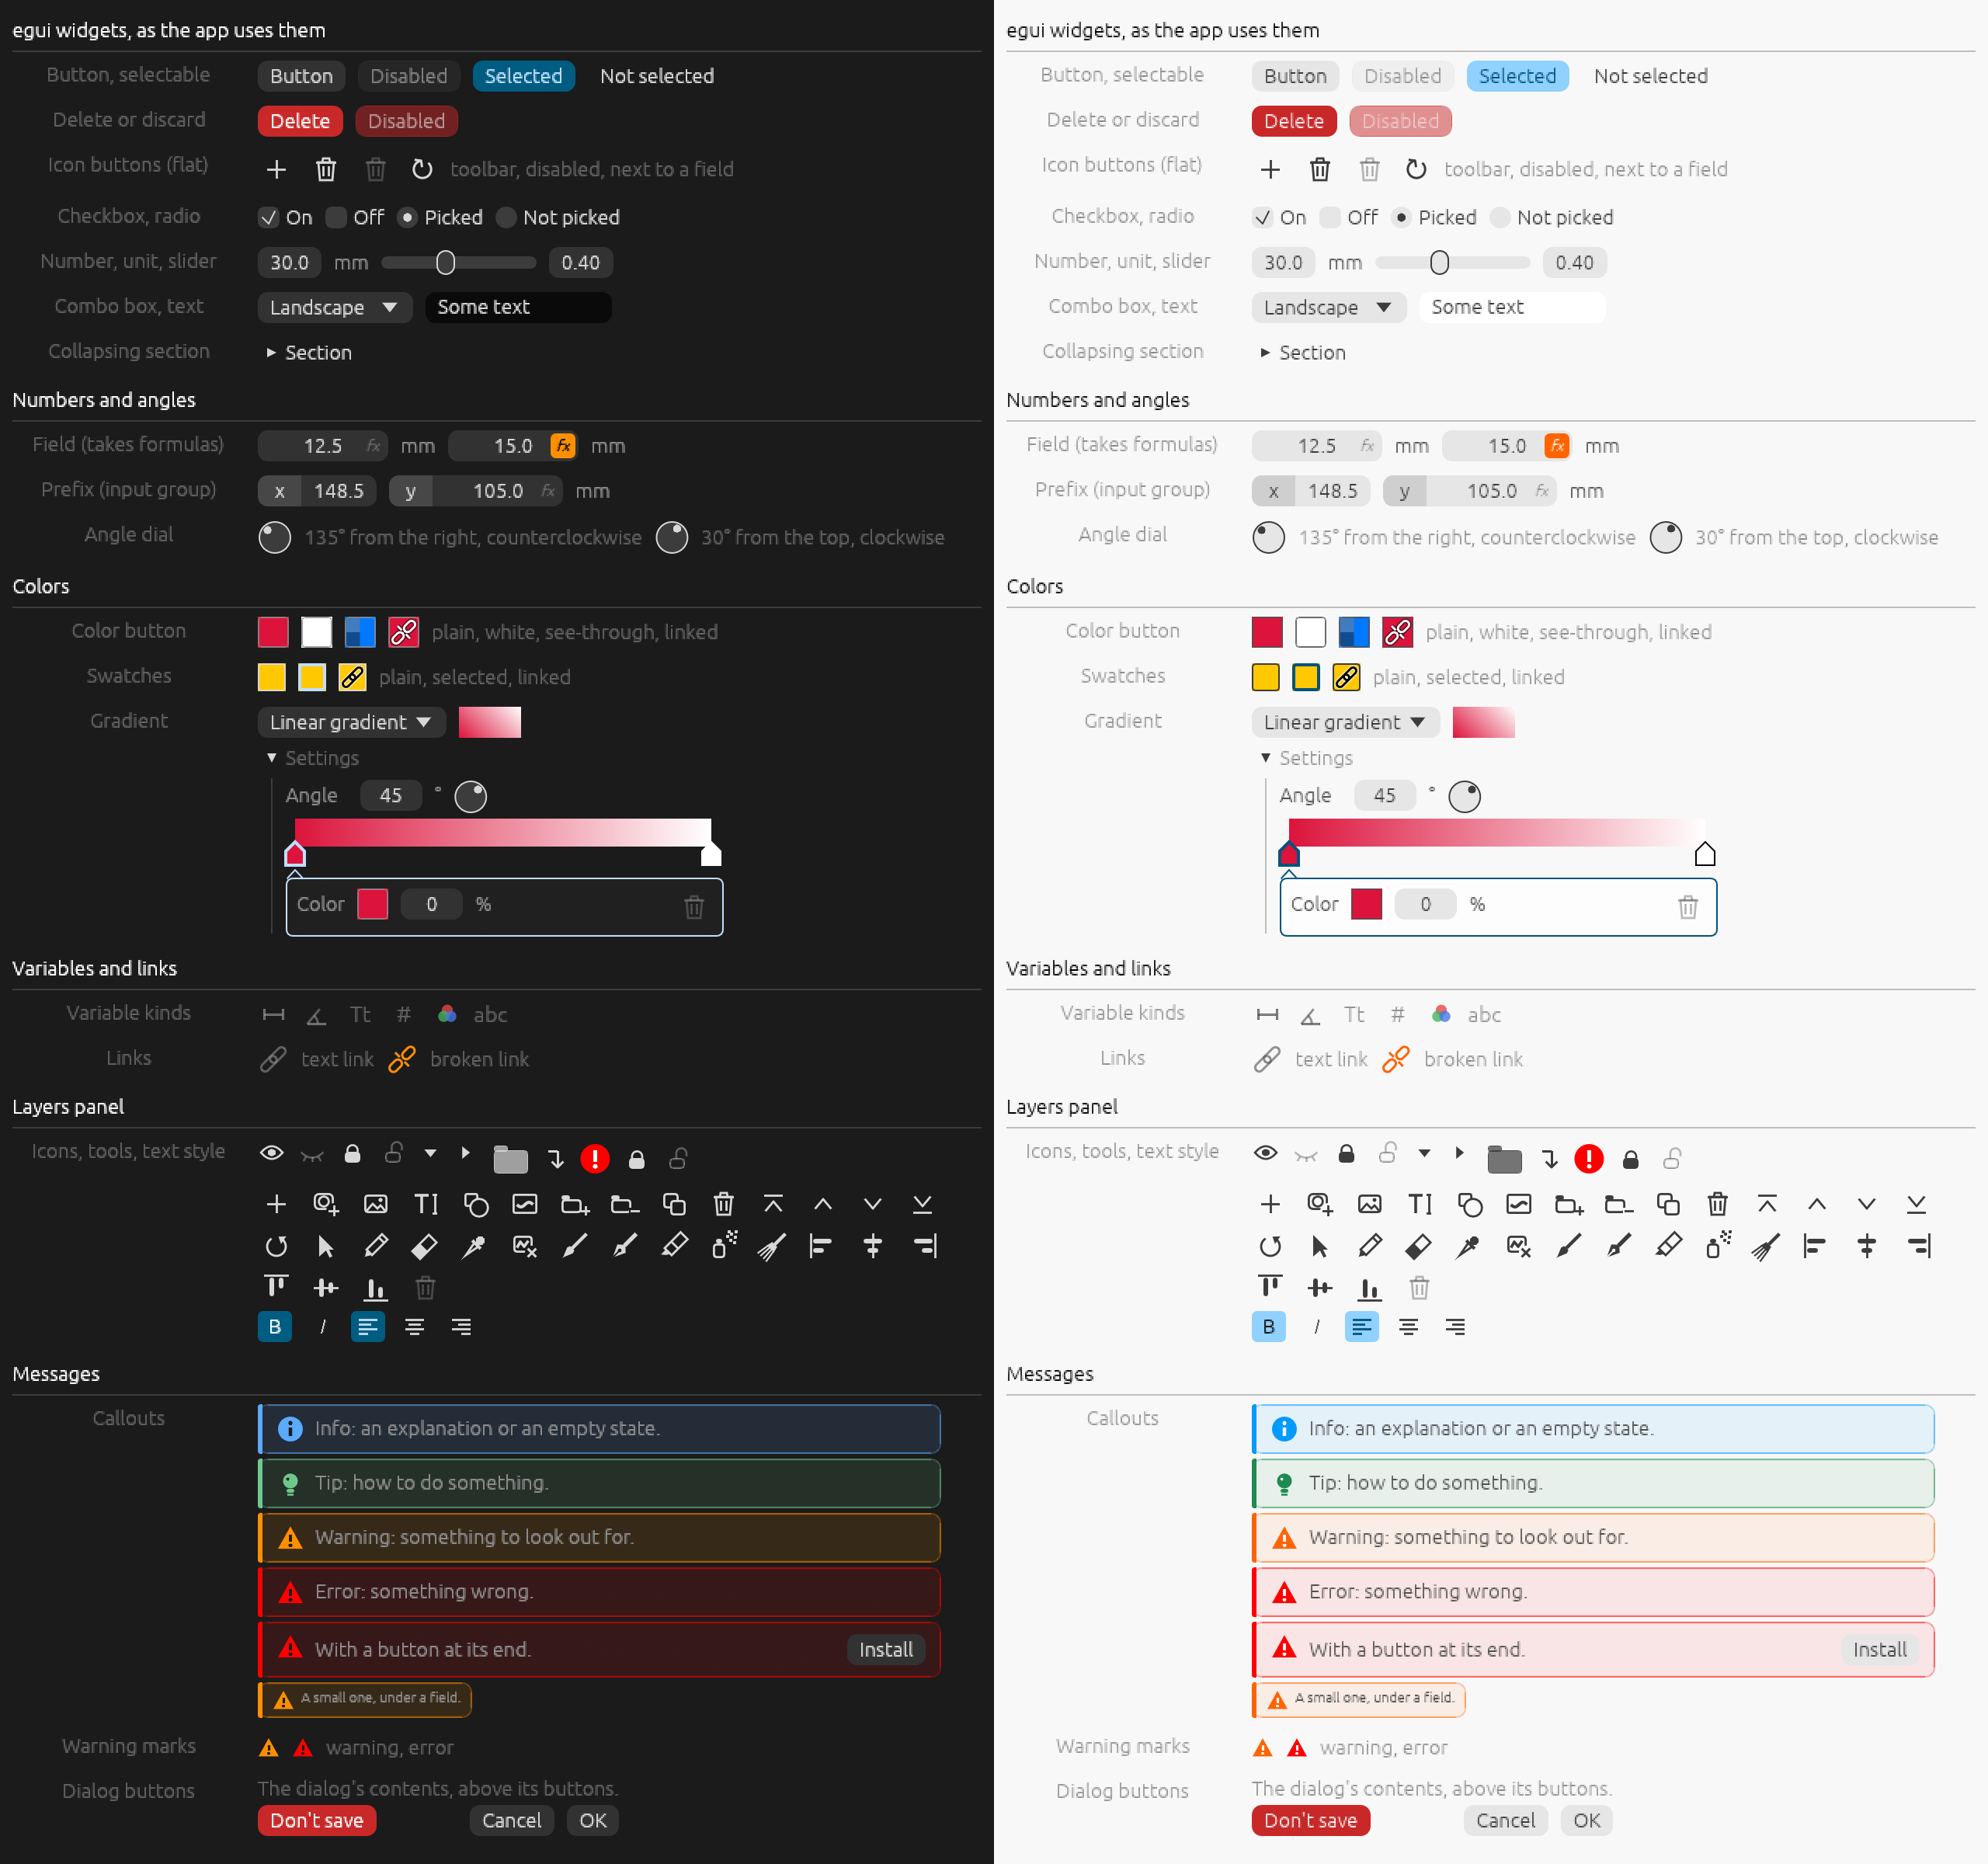 egui widgets, as the app uses them
Button, selectable Button Disabled Selected Not selected
Delete or discard Delete Disabled
Icon buttons (flat) toolbar, disabled, next to a field
Checkbox, radio On Off Picked Not picked
Number, unit, slider 30.0 mm 0.40
Combo box, text Landscape Some text
Collapsing section Section
Numbers and angles
Field (takes formulas) 12.5 fx mm 15.0 fx mm
Prefix (input group) x 148.5 y 105.0 fx mm
Angle dial 135° from the right, counterclockwise 30° from the top, clockwise
Colors
Color button plain, white, see-through, linked
Swatches plain, selected, linked
Gradient Linear gradient
Settings
Angle 45 °
Color 0 %
Variables and links
Variable kinds Tt # abc
Links text link broken link
Layers panel
Icons, tools, text style
B I
Messages
Callouts Info: an explanation or an empty state.
Tip: how to do something.
Warning: something to look out for.
Error: something wrong.
With a button at its end. Install
A small one, under a field.
Warning marks warning, error
Dialog buttons The dialog's contents, above its buttons.
Don't save Cancel OK
egui widgets, as the app uses them
Button, selectable Button Disabled Selected Not selected
Delete or discard Delete Disabled
Icon buttons (flat) toolbar, disabled, next to a field
Checkbox, radio On Off Picked Not picked
Number, unit, slider 30.0 mm 0.40
Combo box, text Landscape Some text
Collapsing section Section
Numbers and angles
Field (takes formulas) 12.5 fx mm 15.0 fx mm
Prefix (input group) x 148.5 y 105.0 fx mm
Angle dial 135° from the right, counterclockwise 30° from the top, clockwise
Colors
Color button plain, white, see-through, linked
Swatches plain, selected, linked
Gradient Linear gradient
Settings
Angle 45 °
Color 0 %
Variables and links
Variable kinds Tt # abc
Links text link broken link
Layers panel
Icons, tools, text style
B I
Messages
Callouts Info: an explanation or an empty state.
Tip: how to do something.
Warning: something to look out for.
Error: something wrong.
With a button at its end. Install
A small one, under a field.
Warning marks warning, error
Dialog buttons The dialog's contents, above its buttons.
Don't save Cancel OK